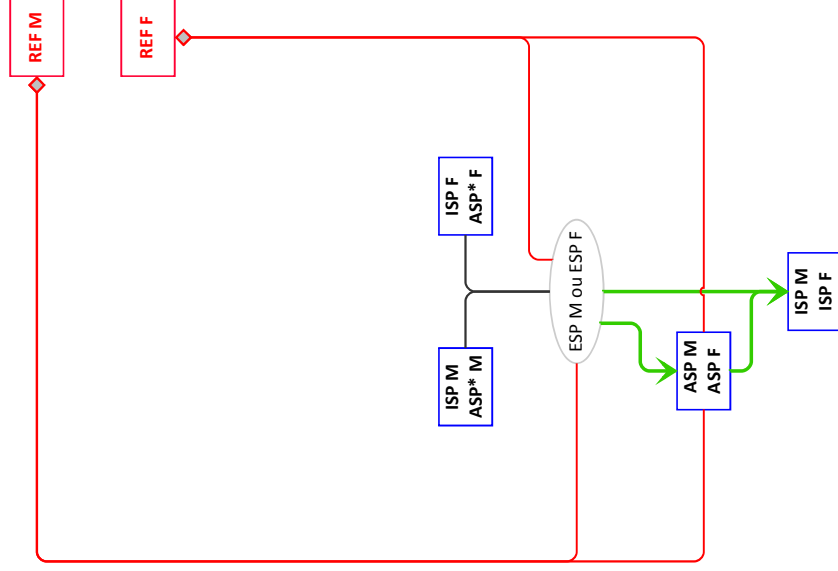 REF M
REF F
ISP M
ASP* M
ISP F
ASP* F
ESP M ou ESP F
ASP M
ASP F
ISP M
ISP F